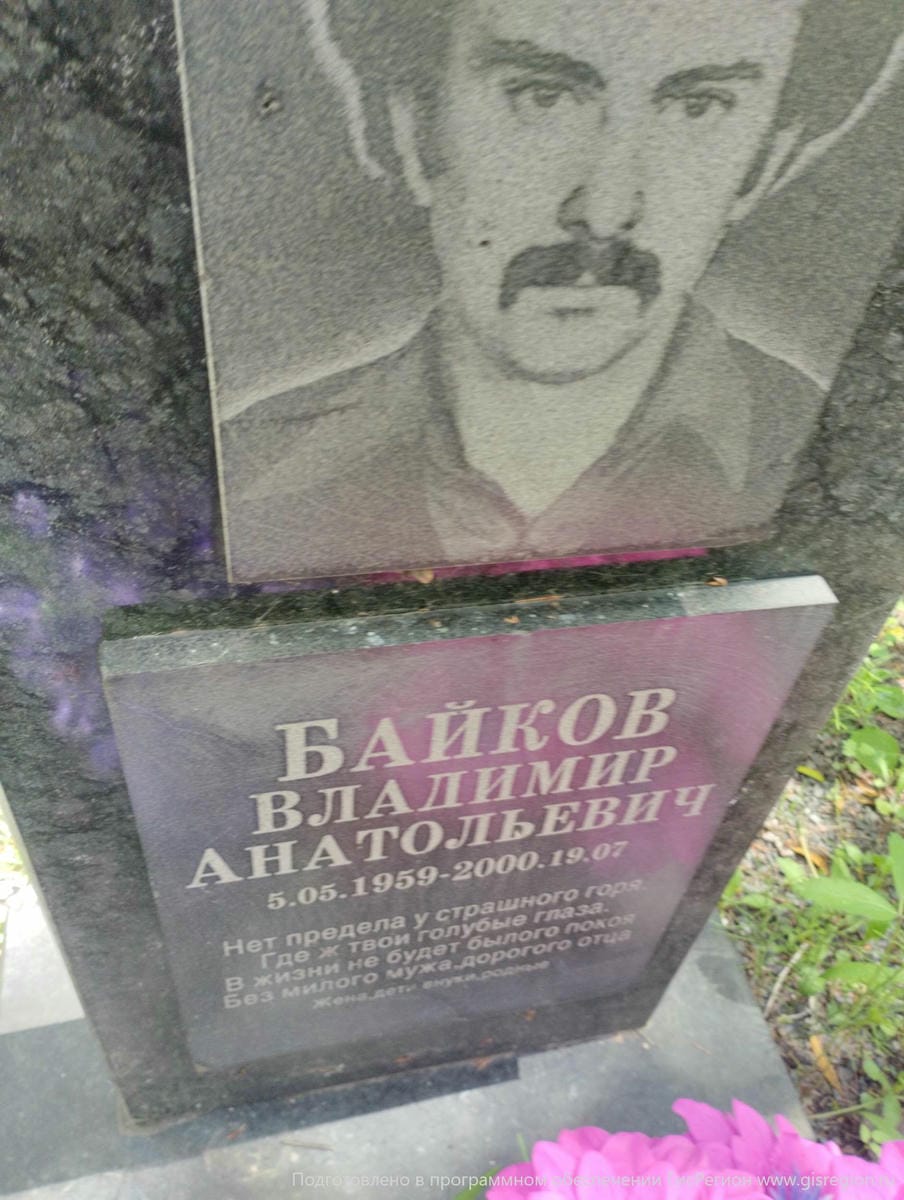 БАЙКОВ
ВЛАДИМИР
АНАТОЛЬЕВИЧ
5.05.1959-2000.19.07
Нет предела у страшного горя.
Где ж твои голубые глаза.
В жизни не будет былого покоя
Без милого мужа,дорогого отца
Жена,дети,внуки,родные
Подготовлено в программном обеспечении ГисРегион www.gisregion.ru